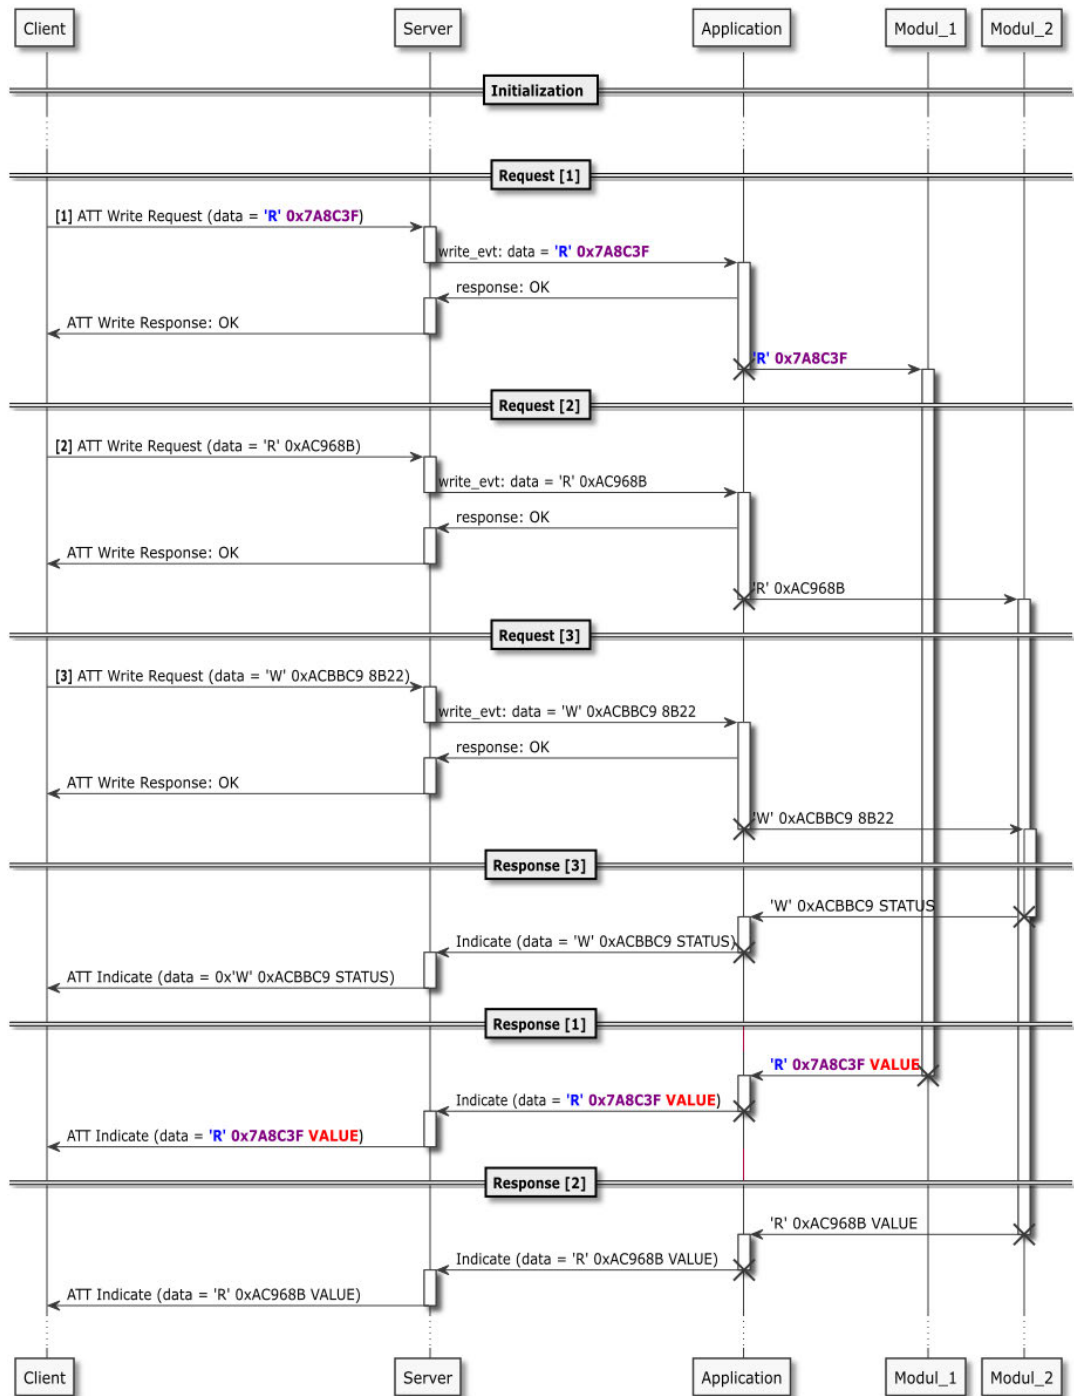 Client Server Application Modul_1 Modul_2
Initialization
Request [1]
[1] ATT Write Request (data = 'R' 0x7A8C3F)
write_evt: data = 'R' 0x7A8C3F
response: OK
ATT Write Response: OK
'R' 0x7A8C3F
Request [2]
[2] ATT Write Request (data = 'R' 0xAC968B)
write_evt: data = 'R' 0xAC968B
response: OK
ATT Write Response: OK
'R' 0xAC968B
Request [3]
[3] ATT Write Request (data = 'W' 0xACBBC9 8B22)
write_evt: data = 'W' 0xACBBC9 8B22
response: OK
ATT Write Response: OK
'W' 0xACBBC9 8B22
Response [3]
'W' 0xACBBC9 STATUS
Indicate (data = 'W' 0xACBBC9 STATUS)
ATT Indicate (data = 0x'W' 0xACBBC9 STATUS)
Response [1]
'R' 0x7A8C3F VALUE
Indicate (data = 'R' 0x7A8C3F VALUE)
ATT Indicate (data = 'R' 0x7A8C3F VALUE)
Response [2]
'R' 0xAC968B VALUE
Indicate (data = 'R' 0xAC968B VALUE)
ATT Indicate (data = 'R' 0xAC968B VALUE)
Client Server Application Modul_1 Modul_2